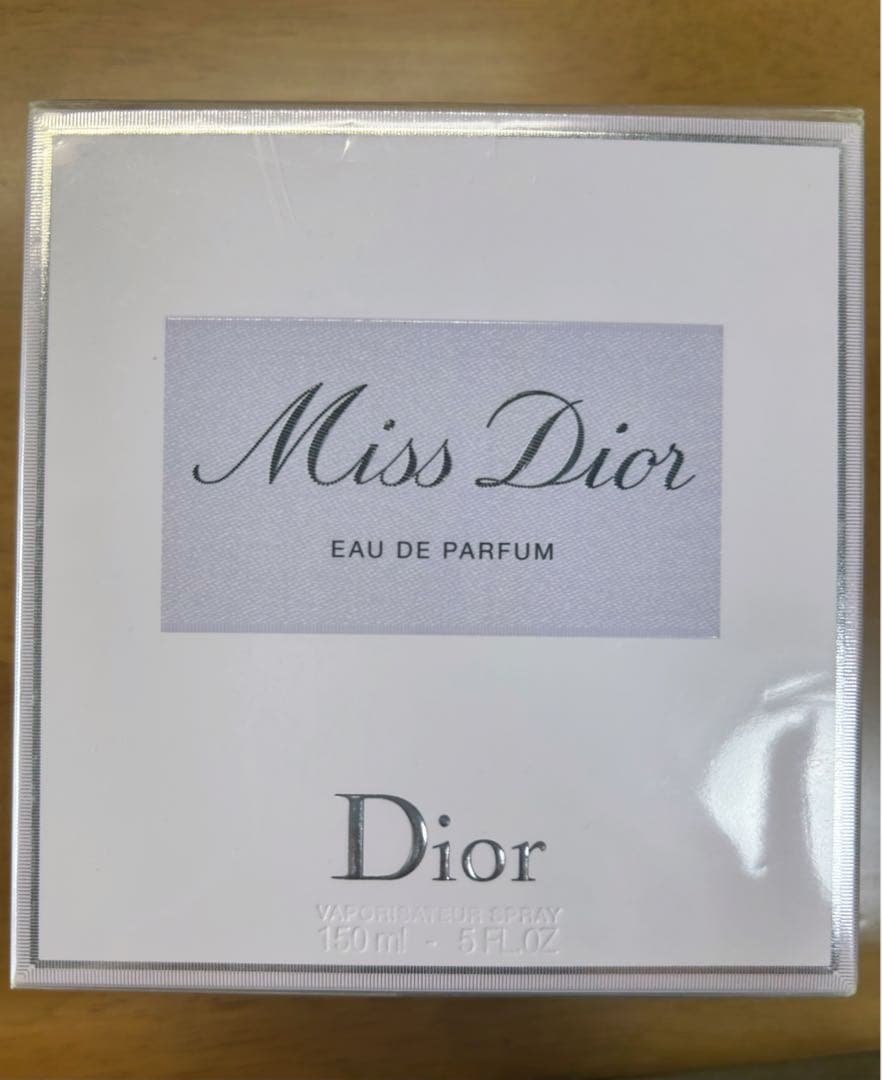 Miss Dior
EAU DE PARFUM
Dior
VAPORISATEUR SPRAY
150 ml - 5 FL.OZ